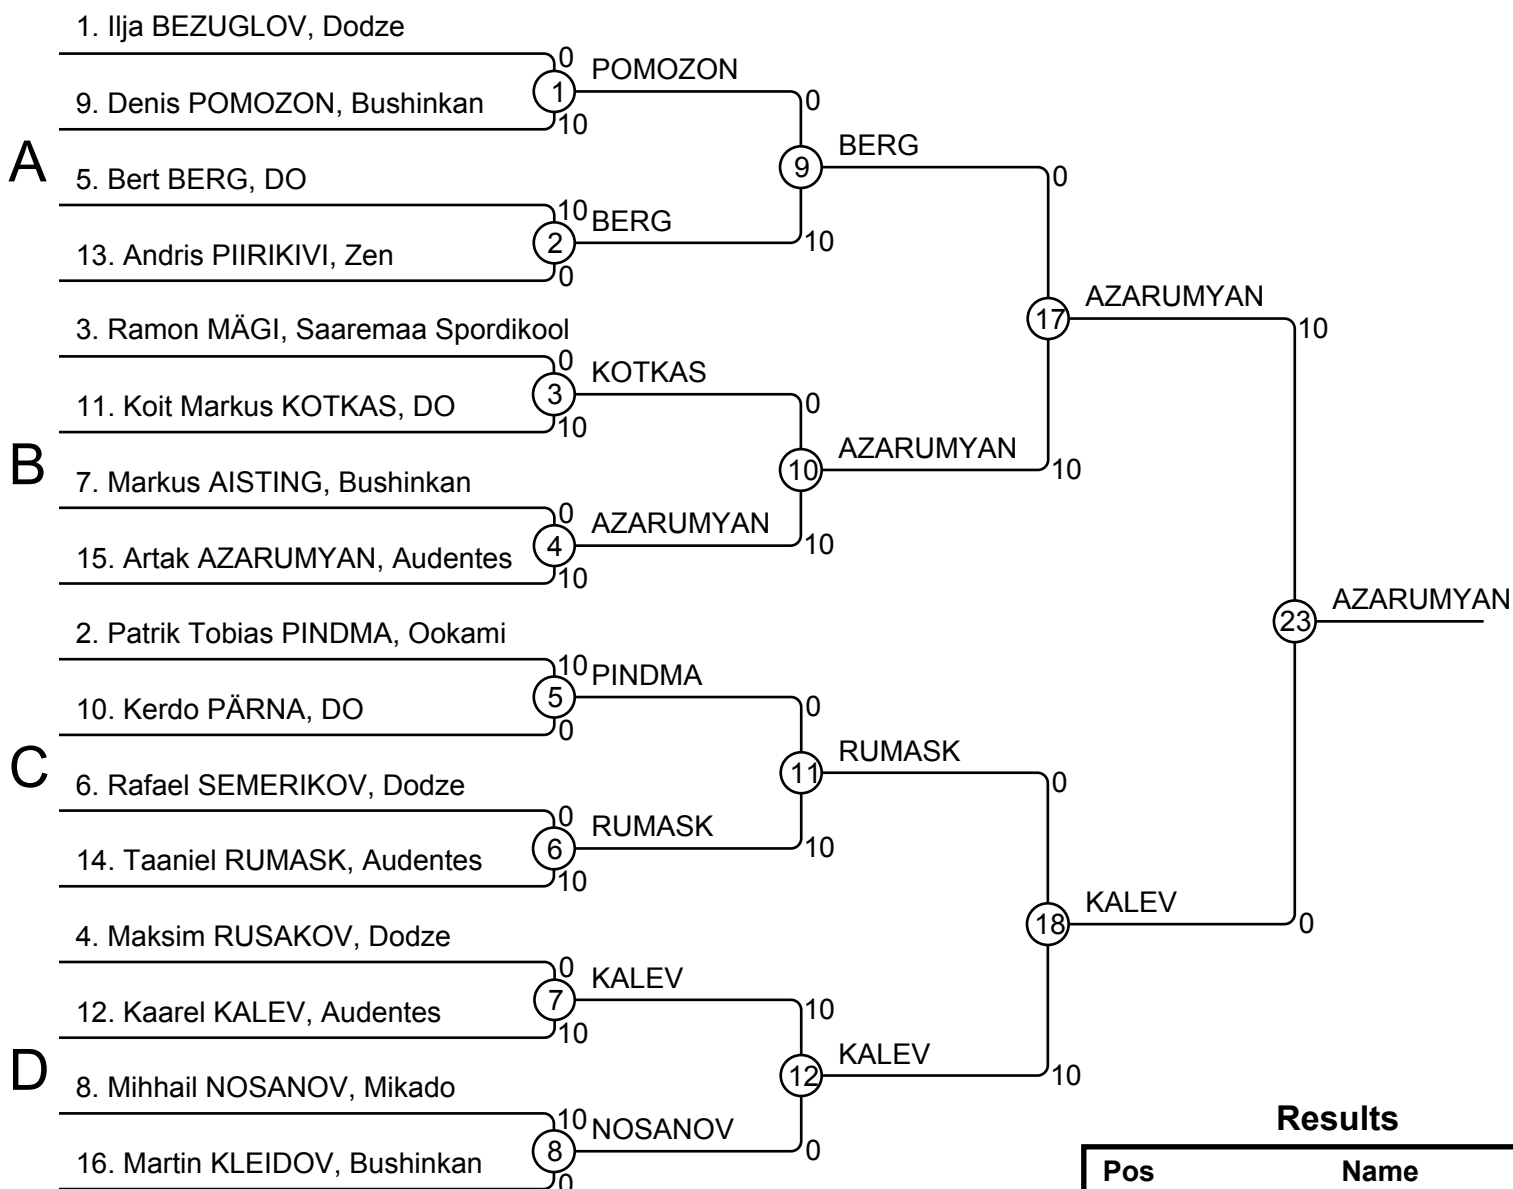 1. Ilja BEZUGLOV, Dodze
0
POMOZON
1
0
9. Denis POMOZON, Bushinkan
10
BERG
A
9
0
5. Bert BERG, DO
10
BERG
2
10
13. Andris PIIRIKIVI, Zen
0
AZARUMYAN
17
10
3. Ramon MÄGI, Saaremaa Spordikool
0
KOTKAS
3
0
11. Koit Markus KOTKAS, DO
10
AZARUMYAN
B
10
10
7. Markus AISTING, Bushinkan
0
AZARUMYAN
4
10
15. Artak AZARUMYAN, Audentes
10
AZARUMYAN
23
2. Patrik Tobias PINDMA, Ookami
10
PINDMA
5
0
10. Kerdo PÄRNA, DO
0
RUMASK
C
11
0
6. Rafael SEMERIKOV, Dodze
0
RUMASK
6
10
14. Taaniel RUMASK, Audentes
10
KALEV
18
0
4. Maksim RUSAKOV, Dodze
0
KALEV
7
10
12. Kaarel KALEV, Audentes
10
KALEV
D
12
10
8. Mihhail NOSANOV, Mikado
10
NOSANOV
8
0
16. Martin KLEIDOV, Bushinkan
0
Results
Pos Name